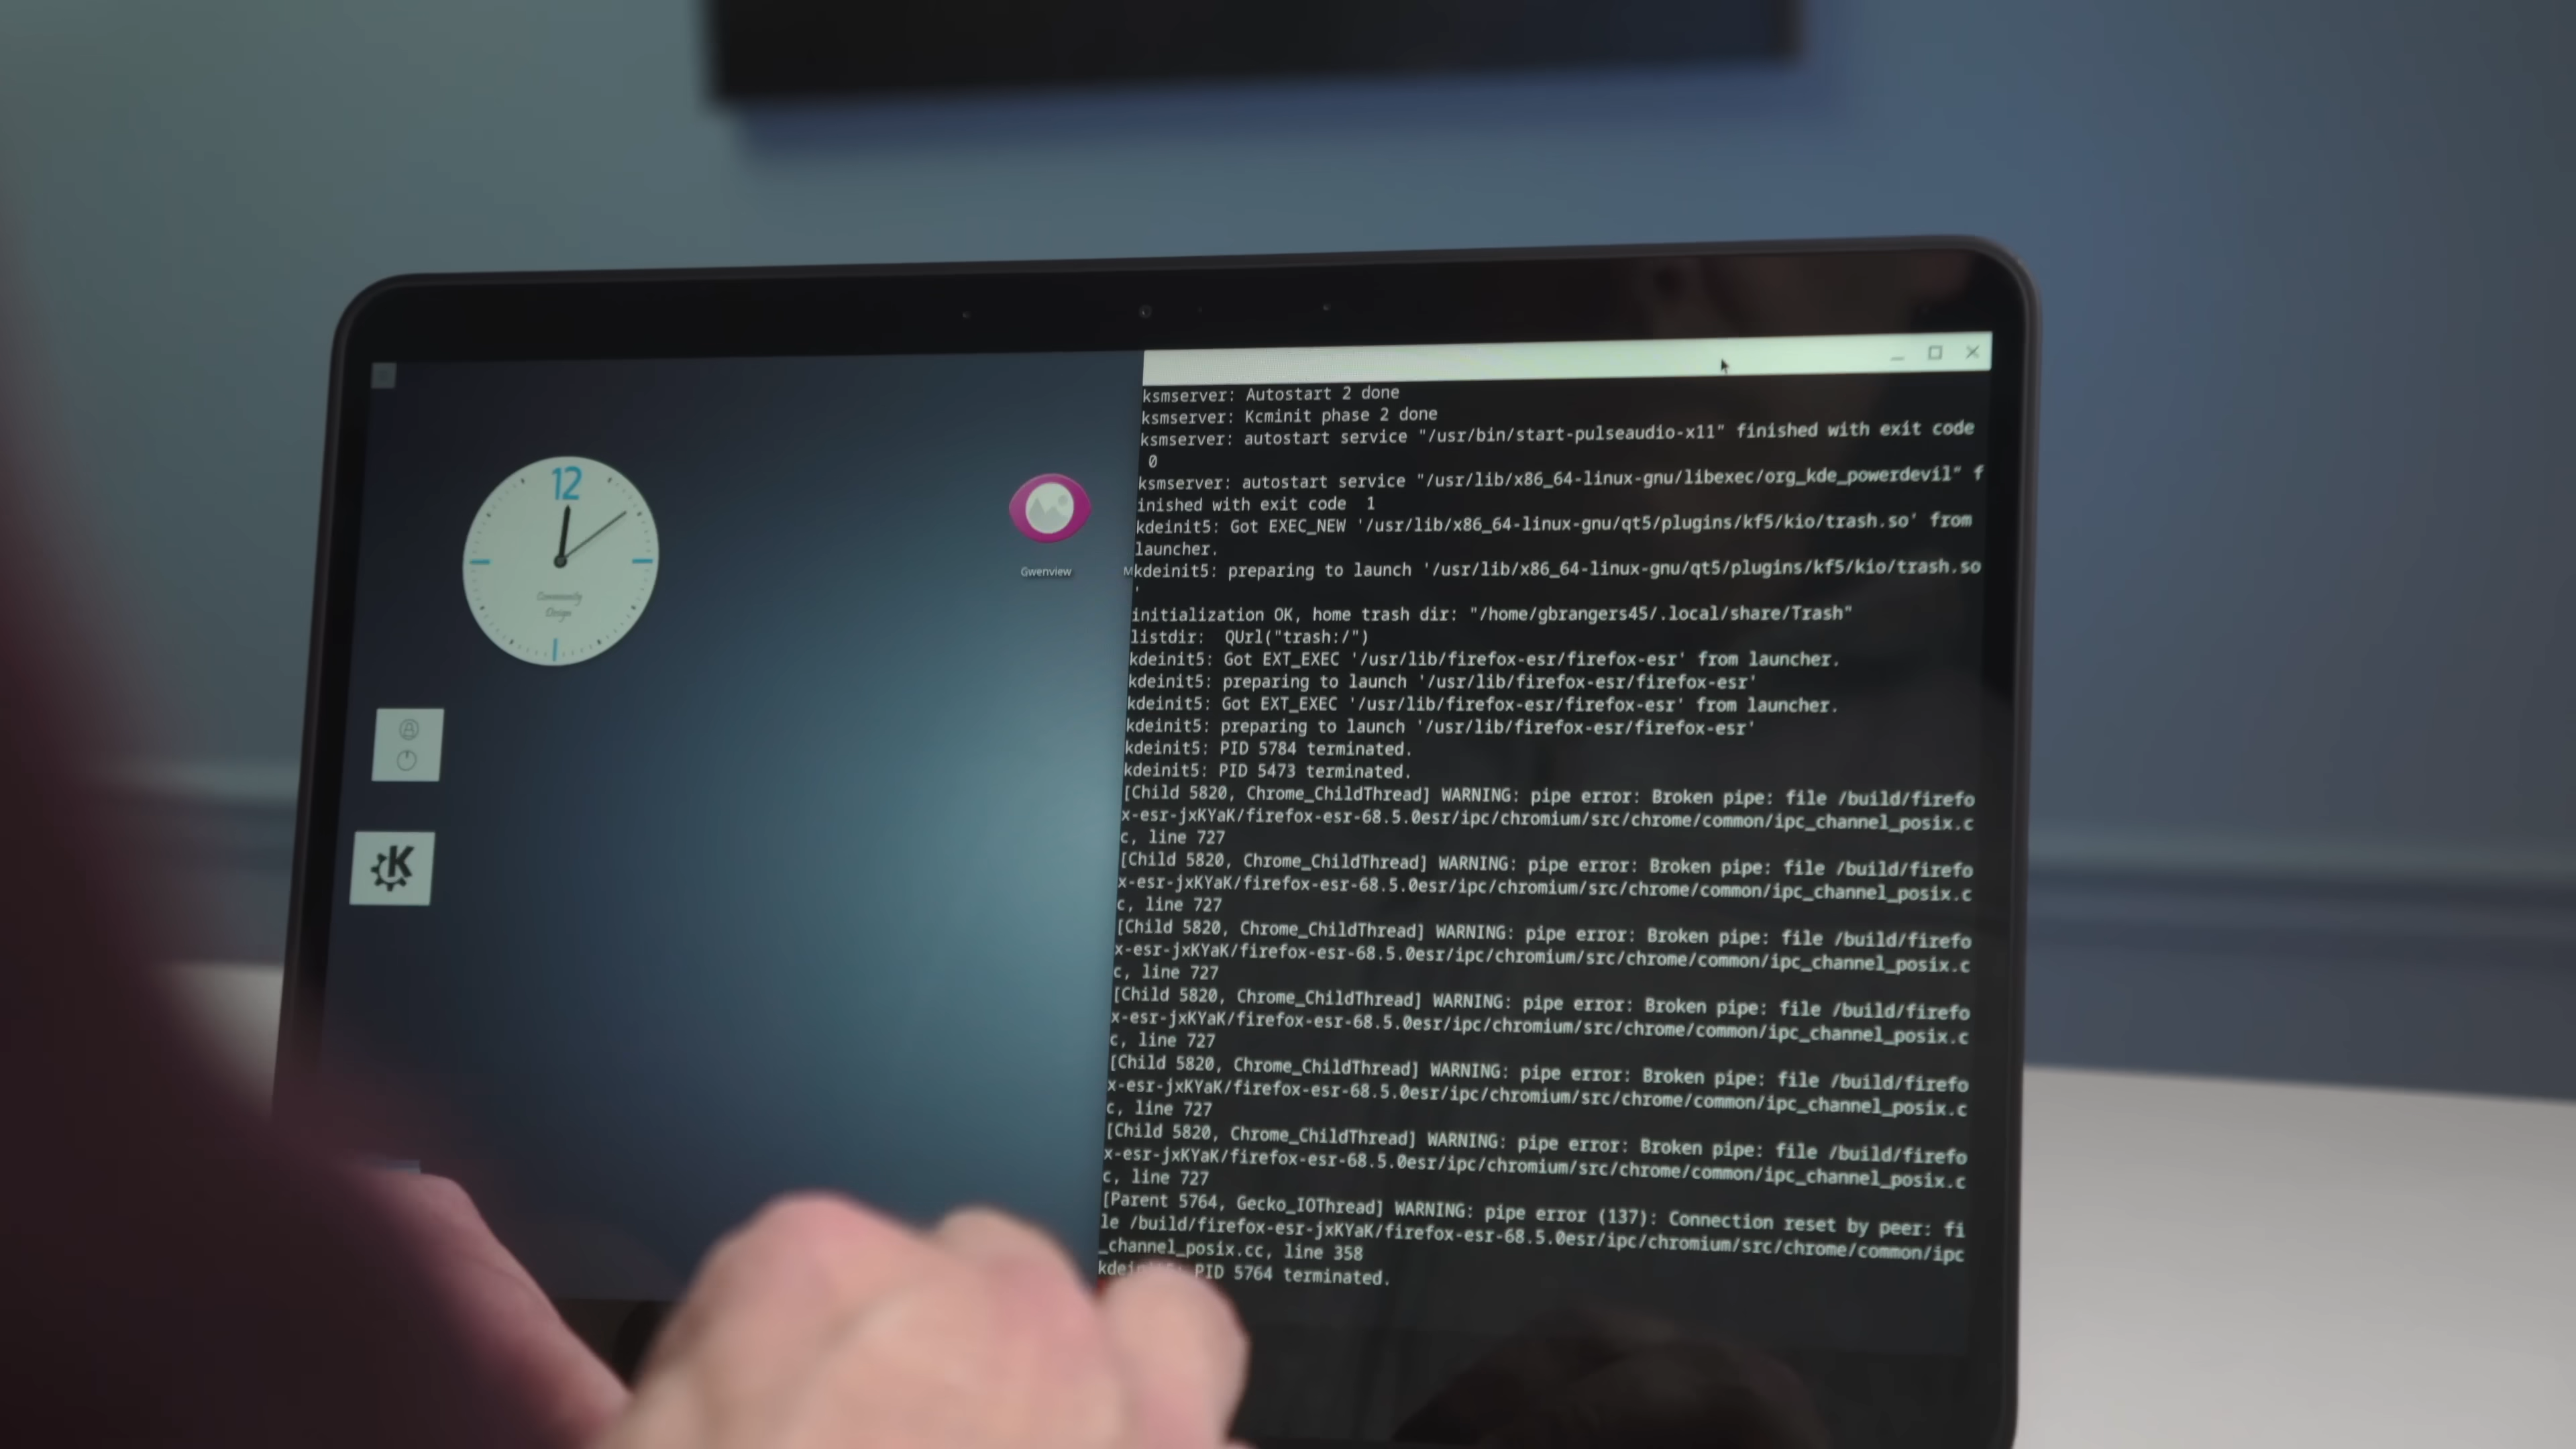 12
Community
Design
Gwenview
M
K
ksmserver: Autostart 2 done
ksmserver: Kcminit phase 2 done
ksmserver: autostart service "/usr/bin/start-pulseaudio-x11" finished with exit code
0
ksmserver: autostart service "/usr/lib/x86_64-linux-gnu/libexec/org_kde_powerdevil" f
inished with exit code  1
kdeinit5: Got EXEC_NEW '/usr/lib/x86_64-linux-gnu/qt5/plugins/kf5/kio/trash.so' from
launcher.
kdeinit5: preparing to launch '/usr/lib/x86_64-linux-gnu/qt5/plugins/kf5/kio/trash.so
'
initialization OK, home trash dir: "/home/gbrangers45/.local/share/Trash"
listdir:  QUrl("trash:/")
kdeinit5: Got EXT_EXEC '/usr/lib/firefox-esr/firefox-esr' from launcher.
kdeinit5: preparing to launch '/usr/lib/firefox-esr/firefox-esr'
kdeinit5: Got EXT_EXEC '/usr/lib/firefox-esr/firefox-esr' from launcher.
kdeinit5: preparing to launch '/usr/lib/firefox-esr/firefox-esr'
kdeinit5: PID 5784 terminated.
kdeinit5: PID 5473 terminated.
[Child 5820, Chrome_ChildThread] WARNING: pipe error: Broken pipe: file /build/firefo
x-esr-jxKYaK/firefox-esr-68.5.0esr/ipc/chromium/src/chrome/common/ipc_channel_posix.c
c, line 727
[Child 5820, Chrome_ChildThread] WARNING: pipe error: Broken pipe: file /build/firefo
x-esr-jxKYaK/firefox-esr-68.5.0esr/ipc/chromium/src/chrome/common/ipc_channel_posix.c
c, line 727
[Child 5820, Chrome_ChildThread] WARNING: pipe error: Broken pipe: file /build/firefo
x-esr-jxKYaK/firefox-esr-68.5.0esr/ipc/chromium/src/chrome/common/ipc_channel_posix.c
c, line 727
[Child 5820, Chrome_ChildThread] WARNING: pipe error: Broken pipe: file /build/firefo
x-esr-jxKYaK/firefox-esr-68.5.0esr/ipc/chromium/src/chrome/common/ipc_channel_posix.c
c, line 727
[Child 5820, Chrome_ChildThread] WARNING: pipe error: Broken pipe: file /build/firefo
x-esr-jxKYaK/firefox-esr-68.5.0esr/ipc/chromium/src/chrome/common/ipc_channel_posix.c
c, line 727
[Child 5820, Chrome_ChildThread] WARNING: pipe error: Broken pipe: file /build/firefo
x-esr-jxKYaK/firefox-esr-68.5.0esr/ipc/chromium/src/chrome/common/ipc_channel_posix.c
c, line 727
[Parent 5764, Gecko_IOThread] WARNING: pipe error (137): Connection reset by peer: fi
le /build/firefox-esr-jxKYaK/firefox-esr-68.5.0esr/ipc/chromium/src/chrome/common/ipc
_channel_posix.cc, line 358
PID 5764 terminated.